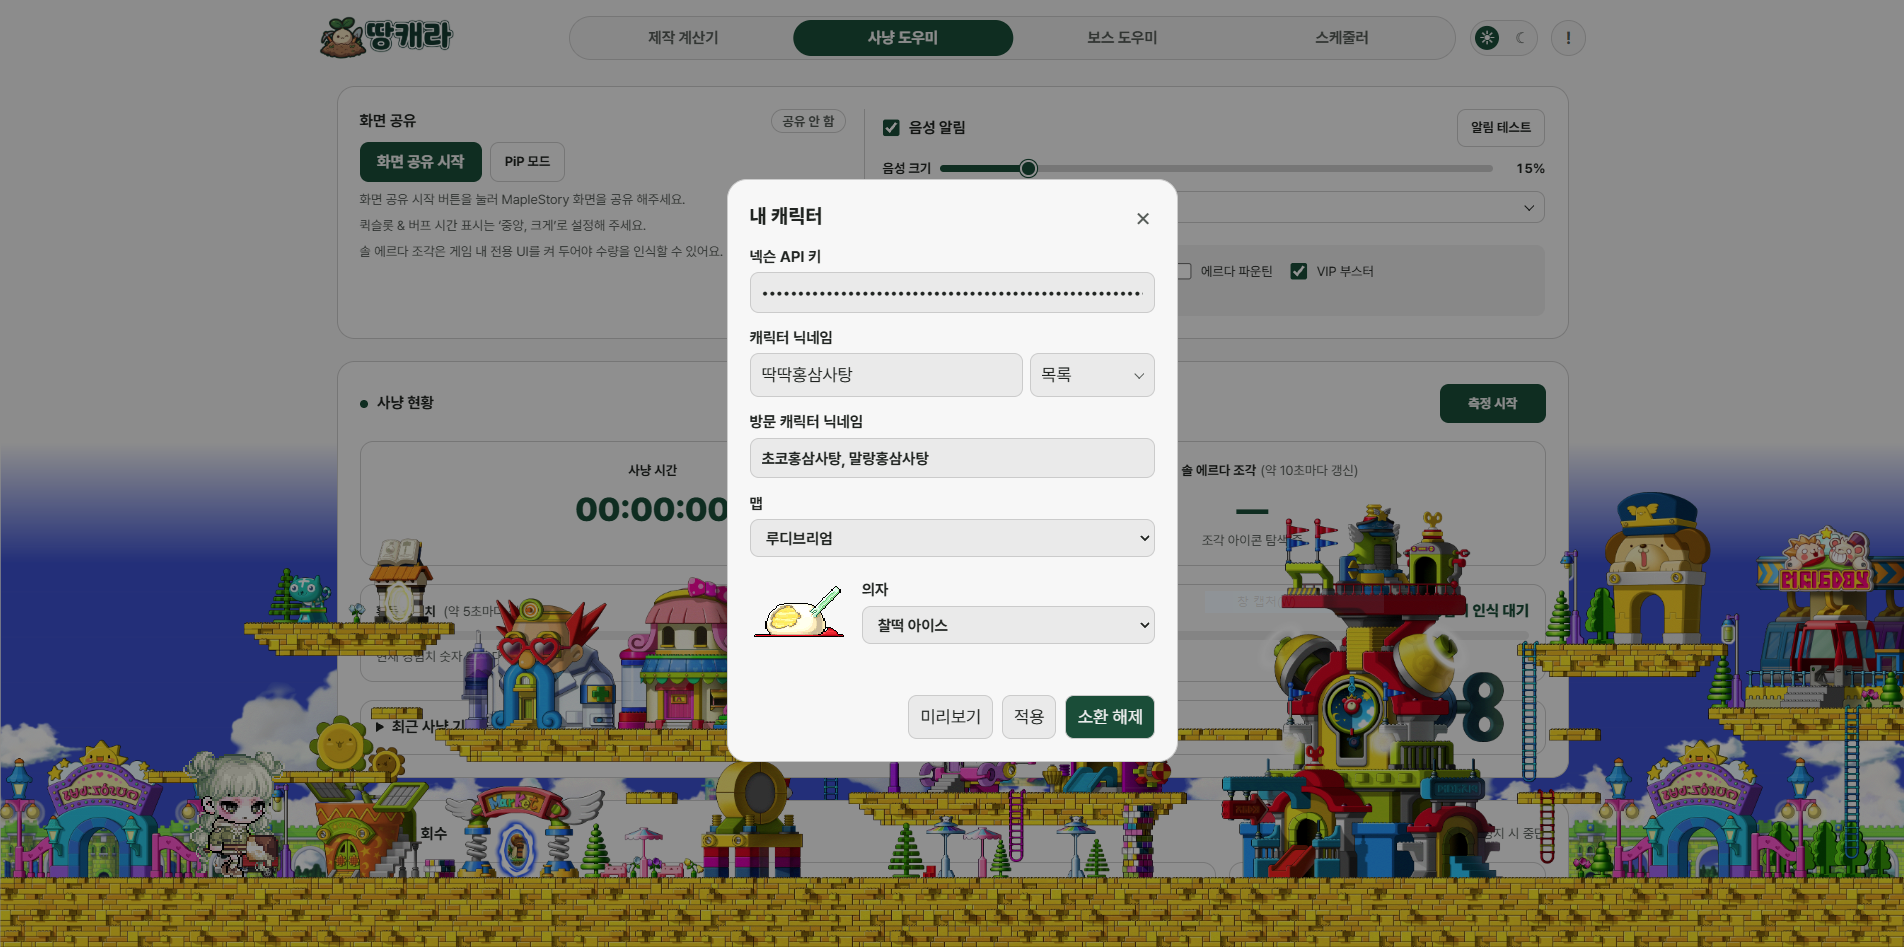 땅캐라
제작 계산기
사냥 도우미
보스 도우미
스케줄러
!
화면 공유
공유 안 함
화면 공유 시작
PiP 모드
화면 공유 시작 버튼을 눌러 MapleStory 화면을 공유 해주세요.
퀵슬롯 & 버프 시간 표시는 '중앙, 크게'로 설정해 주세요.
솔 에르다 조각은 게임 내 전용 UI를 켜 두어야 수량을 인식할 수 있어요.
음성 알림
알림 테스트
음성 크기
15%
에르다 파운틴
VIP 부스터
내 캐릭터
넥슨 API 키
캐릭터 닉네임
딱딱홍삼사탕
목록
방문 캐릭터 닉네임
초코홍삼사탕, 말랑홍삼사탕
맵
루디브리엄
의자
찰떡 아이스
미리보기
적용
소환 해제
사냥 현황
측정 시작
사냥 시간
00:00:00
솔 에르다 조각 (약 10초마다 갱신)
—
조각 아이콘 탐색
(약 5초마다
인식 대기
최근 사냥
Market
회수
시 중단